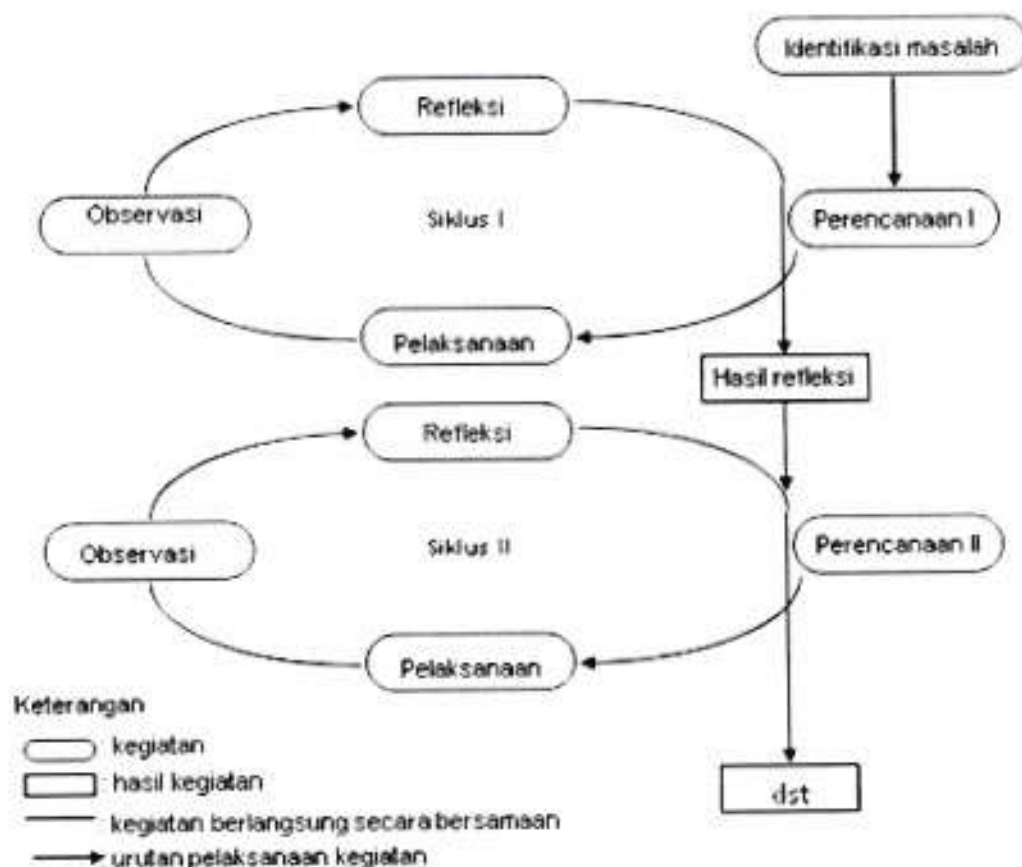 Identifikasi masalah
Refleksi
Observasi
Siklus I
Perencanaan I
Pelaksanaan
Hasil refleksi
Refleksi
Observasi
Siklus II
Perencanaan II
Pelaksanaan
Keterangan
kegiatan
hasil kegiatan
kegiatan berlangsung secara bersamaan
urutan pelaksanaan kegiatan
dst